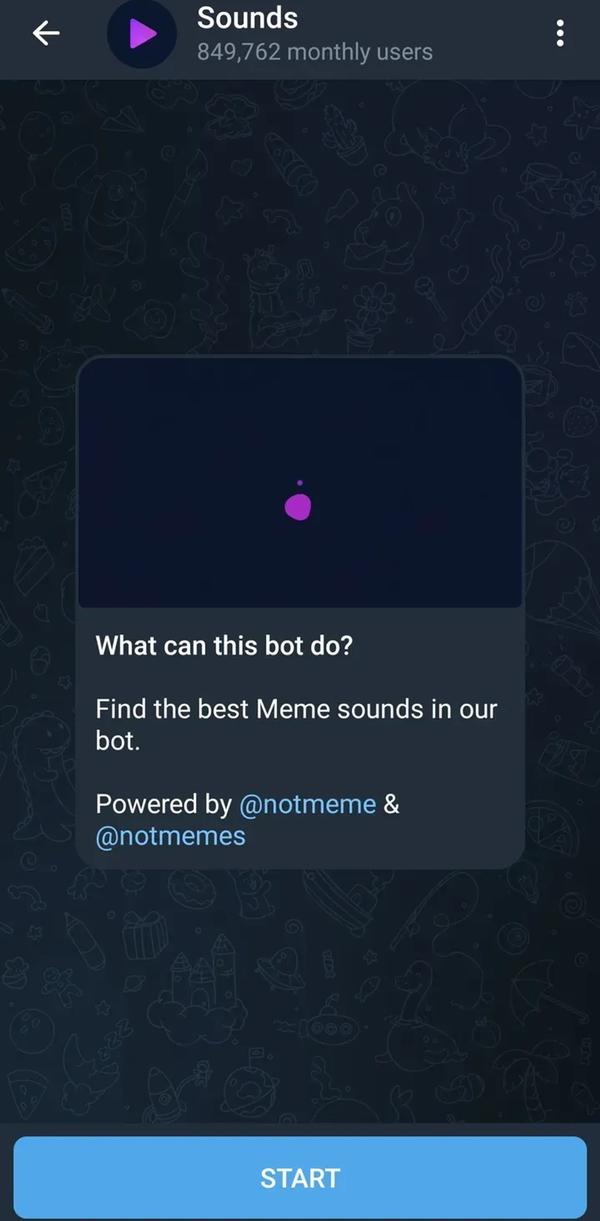 Sounds
849,762 monthly users
What can this bot do?
Find the best Meme sounds in our
bot.
Powered by @notmeme &
@notmemes
START